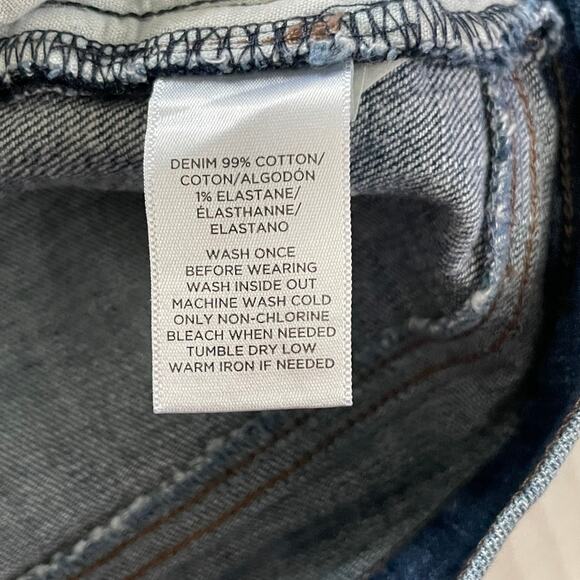 DENIM 99% COTTON/
COTON/ALGODÓN
1% ELASTANE/
ÉLASTHANNE/
ELASTANO
WASH ONCE
BEFORE WEARING
WASH INSIDE OUT
MACHINE WASH COLD
ONLY NON-CHLORINE
BLEACH WHEN NEEDED
TUMBLE DRY LOW
WARM IRON IF NEEDED